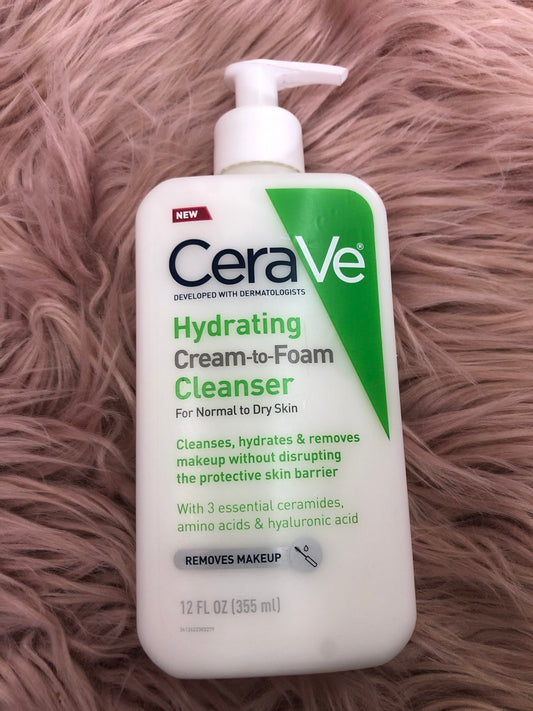 NEW
CeraVe®
DEVELOPED WITH DERMATOLOGISTS
Hydrating
Cream-to-Foam
Cleanser
For Normal to Dry Skin
Cleanses, hydrates & removes
makeup without disrupting
the protective skin barrier
With 3 essential ceramides,
amino acids & hyaluronic acid
REMOVES MAKEUP
12 FL OZ (355 ml)